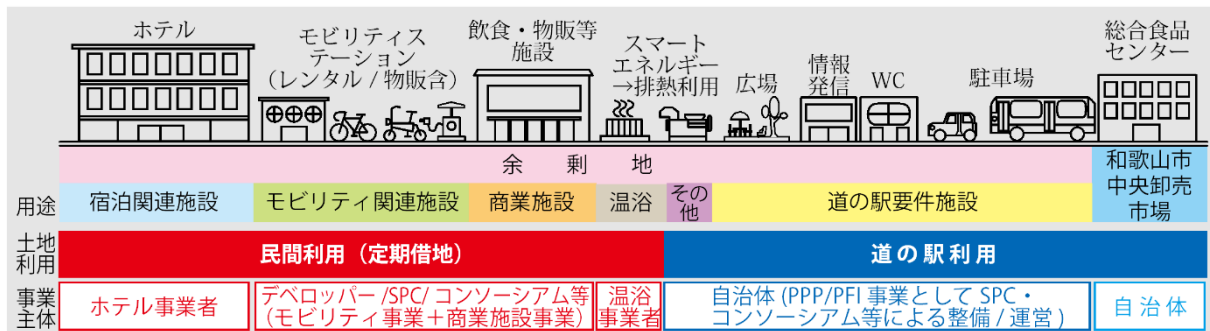 ホテル
モビリティス
テーション
(レンタル / 物販含)
飲食・物販等
施設
スマート
エネルギー
→排熱利用
広場
情報
発信
WC
駐車場
総合食品
センター
余剰地
和歌山市
中央卸売
市場
用途
宿泊関連施設
モビリティ関連施設
商業施設
温浴
その
他
道の駅要件施設
土地
利用
民間利用（定期借地）
道の駅利用
事業
主体
ホテル事業者
デベロッパー /SPC/ コンソーシアム等
（モビリティ事業＋商業施設事業）
温浴
事業者
自治体 (PPP/PFI 事業として SPC・
コンソーシアム等による整備 / 運営 )
自治体